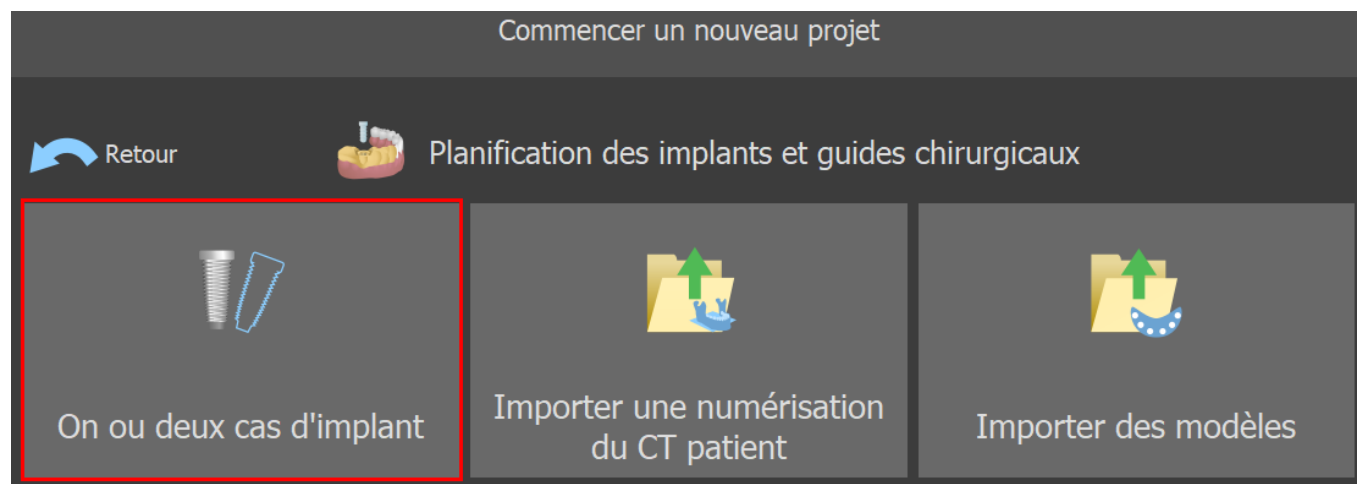 Commencer un nouveau projet
Retour
Planification des implants et guides chirurgicaux
On ou deux cas d'implant
Importer une numérisation
du CT patient
Importer des modèles